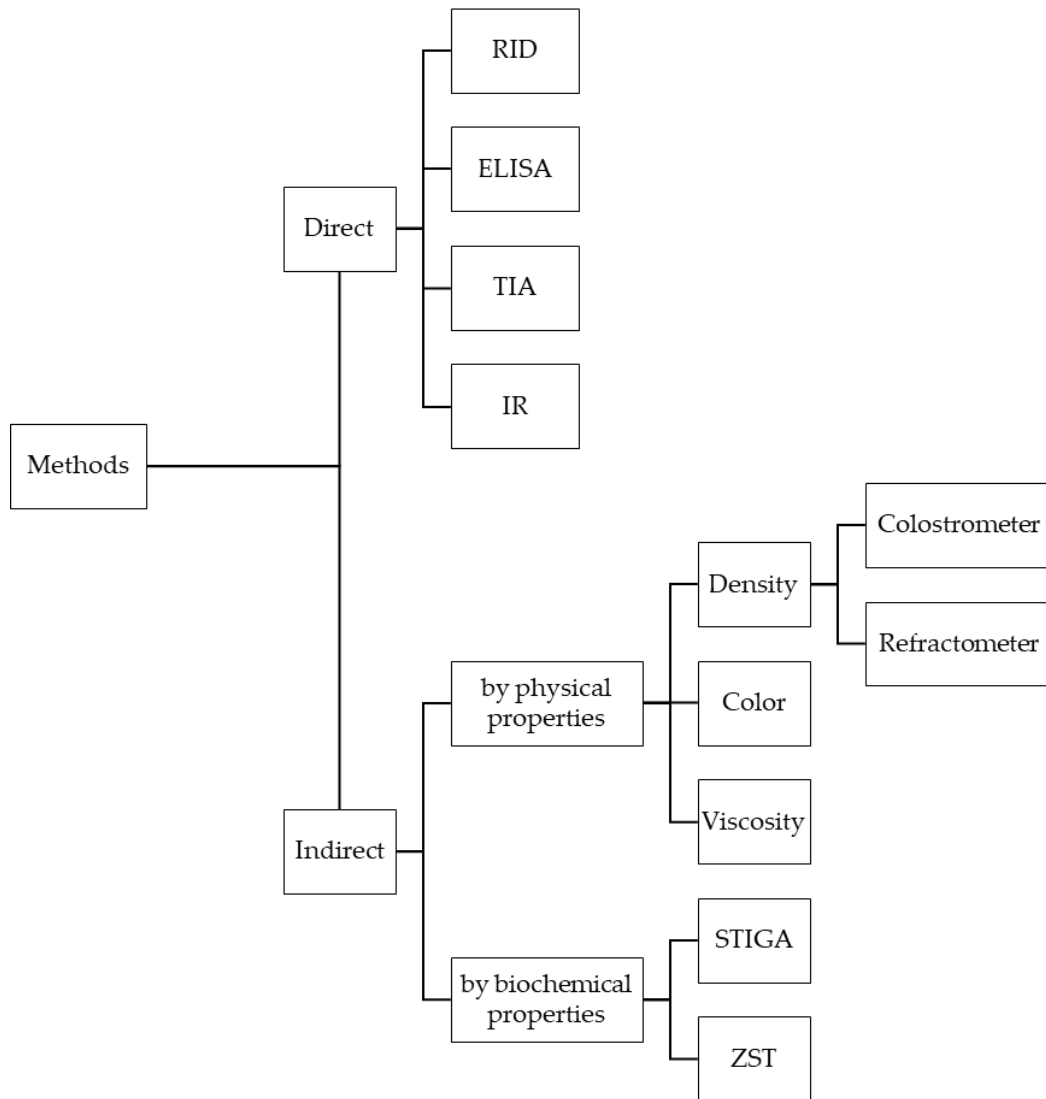 RID
ELISA
Direct
TIA
IR
Methods
Colostrometer
Density
Refractometer
by physical
properties
Color
Viscosity
Indirect
STIGA
by biochemical
properties
ZST